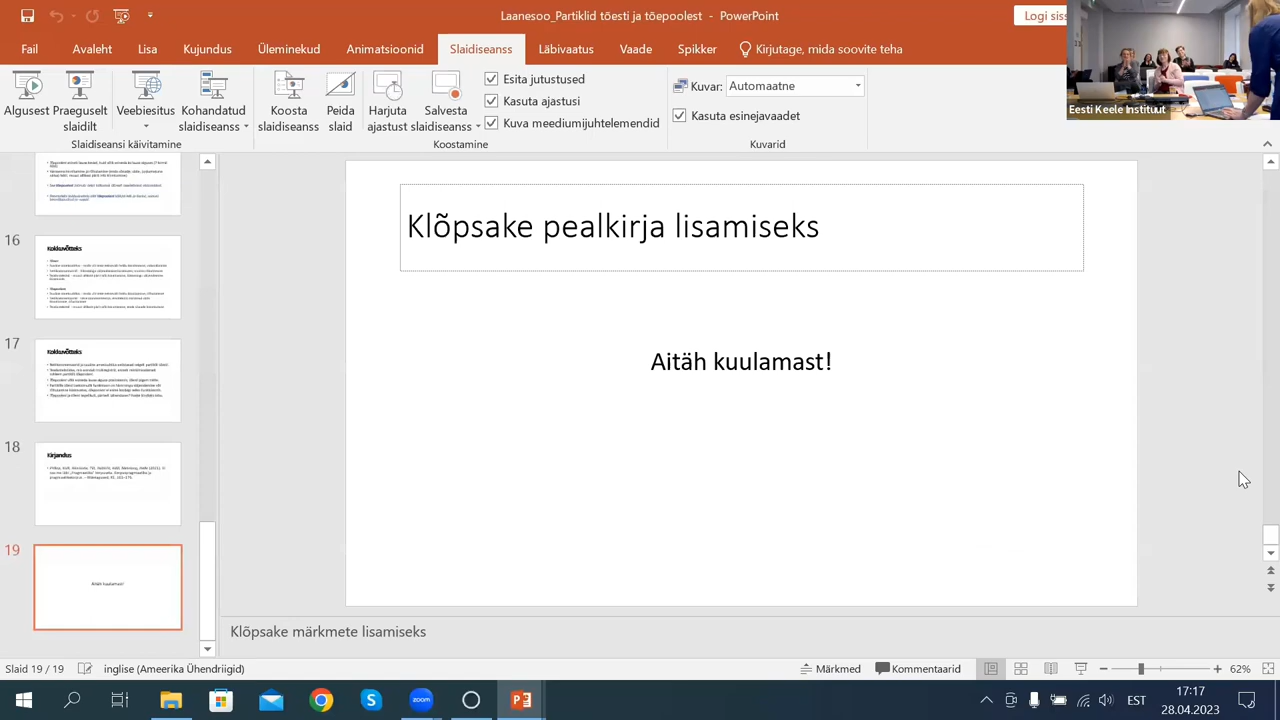 Laanesoo_Partiklid tõesti ja tõepoolest - PowerPoint
Logi siss
Fail Avaleht Lisa Kujundus Üleminekud Animatsioonid Slaidiseanss Läbivaatus Vaade Spikker Kirjutage, mida soovite teha
Algusest Praeguselt slaidilt
Veebiesitus Kohandatud slaidiseanss
Slaidiseansi käivitamine
Koosta slaidiseanss
Peida slaid
Harjuta ajastust
Salvesta slaidiseanss
Esita jutustused
Kasuta ajastusi
Kuva meediumijuhtelemendid
Koostamine
Kuvar: Automaatne
Kasuta esinejavaadet
Kuvarid
Eesti Keele Instituut
16
Kokkuvõtteks
17
Kokkuvõtteks
18
Kirjandus
19
Aitäh kuulamast!
Klõpsake pealkirja lisamiseks
Aitäh kuulamast!
Klõpsake märkmete lisamiseks
Slaid 19 / 19 inglise (Ameerika Ühendriigid) Märkmed Kommentaarid 62%
zoom
EST
17:17
28.04.2023